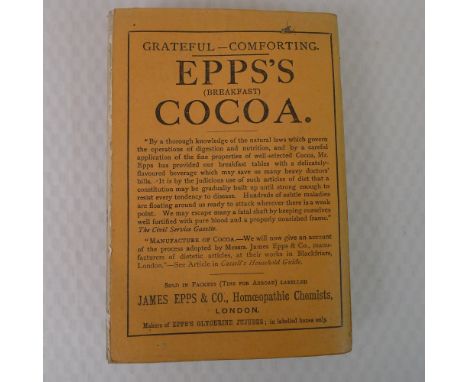 GRATEFUL—COMFORTING.
EPPS'S
(BREAKFAST)
COCOA.
"By a thorough knowledge of the natural laws which govern
the operations of digestion and nutrition, and by a careful
application of the fine properties of well-selected Cocoa, Mr.
Epps has provided our breakfast tables with a delicately-
flavoured beverage which may save us many heavy doctors'
bills. It is by the judicious use of such articles of diet that a
constitution may be gradually built up until strong enough to
resist every tendency to disease. Hundreds of subtle maladies
are floating around us ready to attack wherever there is a weak
point. We may escape many a fatal shaft by keeping ourselves
well fortified with pure blood and a properly nourished frame."
The Civil Service Gazette.
"MANUFACTURE OF COCOA.—We will now give an account
of the process adopted by Messrs. James Epps & Co., manu-
facturers of dietetic articles, at their works in Blackfriars,
London."—See Article in Cassell's Household Guide.
SOLD IN PACKETS (TINS FOR ABROAD) LABELLED
JAMES EPPS & CO., Homœopathic Chemists,
LONDON.
Makers of EPPS'S GLYCERINE JUJUBES; in labelled boxes only.